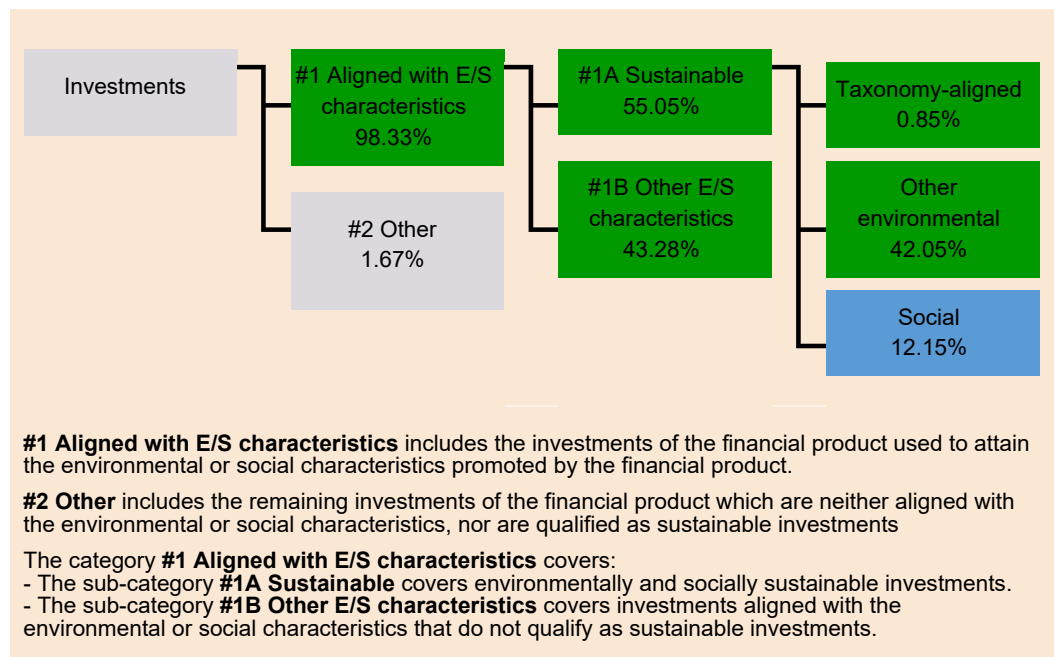 Investments
#1 Aligned with E/S
characteristics
98.33%
#2 Other
1.67%
#1A Sustainable
55.05%
#1B Other E/S
characteristics
43.28%
Taxonomy-aligned
0.85%
Other
environmental
42.05%
Social
12.15%
#1 Aligned with E/S characteristics includes the investments of the financial product used to attain
the environmental or social characteristics promoted by the financial product.
#2 Other includes the remaining investments of the financial product which are neither aligned with
the environmental or social characteristics, nor are qualified as sustainable investments
The category #1 Aligned with E/S characteristics covers:
- The sub-category #1A Sustainable covers environmentally and socially sustainable investments.
- The sub-category #1B Other E/S characteristics covers investments aligned with the
environmental or social characteristics that do not qualify as sustainable investments.